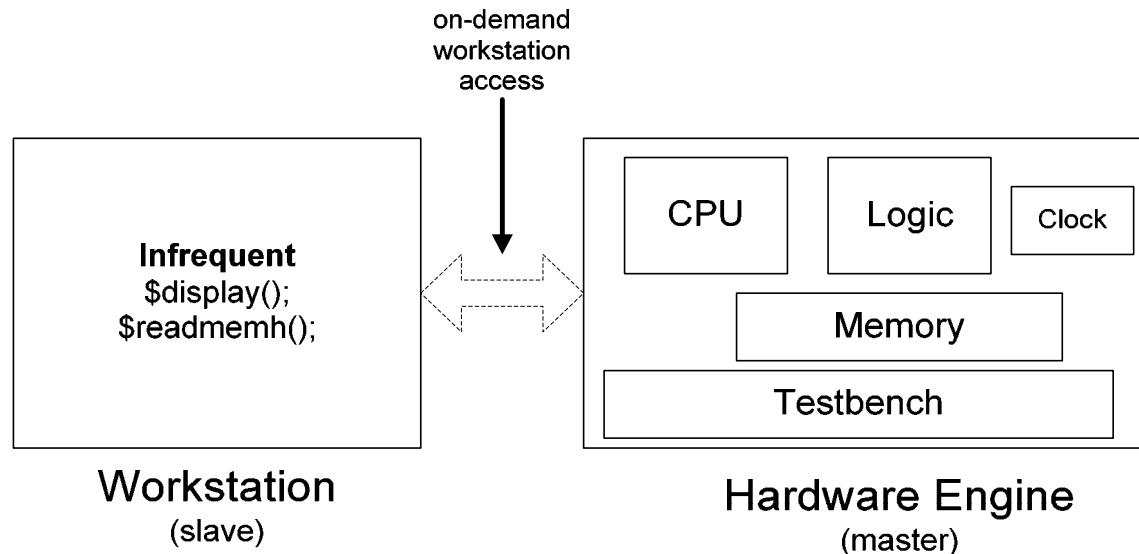 on-demand
workstation
access
Infrequent
$display();
$readmemh();
CPU
Logic
Clock
Memory
Testbench
Workstation
(slave)
Hardware Engine
(master)